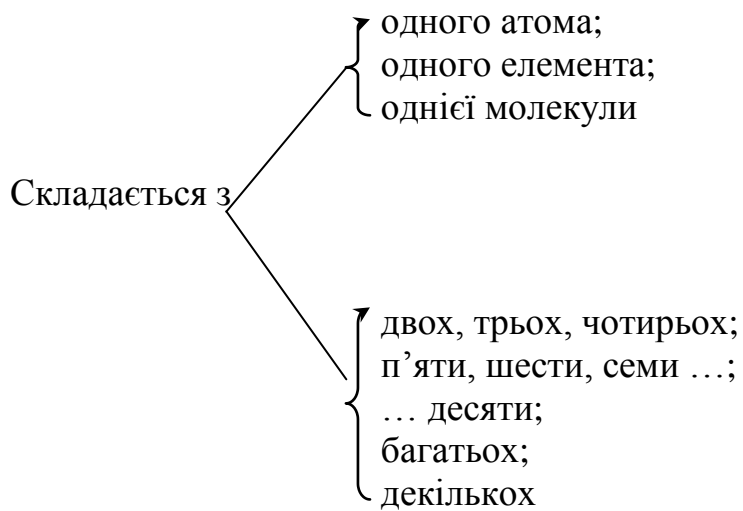 одного атома;
одного елемента;
однієї молекули
Складається з
двох, трьох, чотирьох;
п’яти, шести, семи …;
… десяти;
багатьох;
декількох